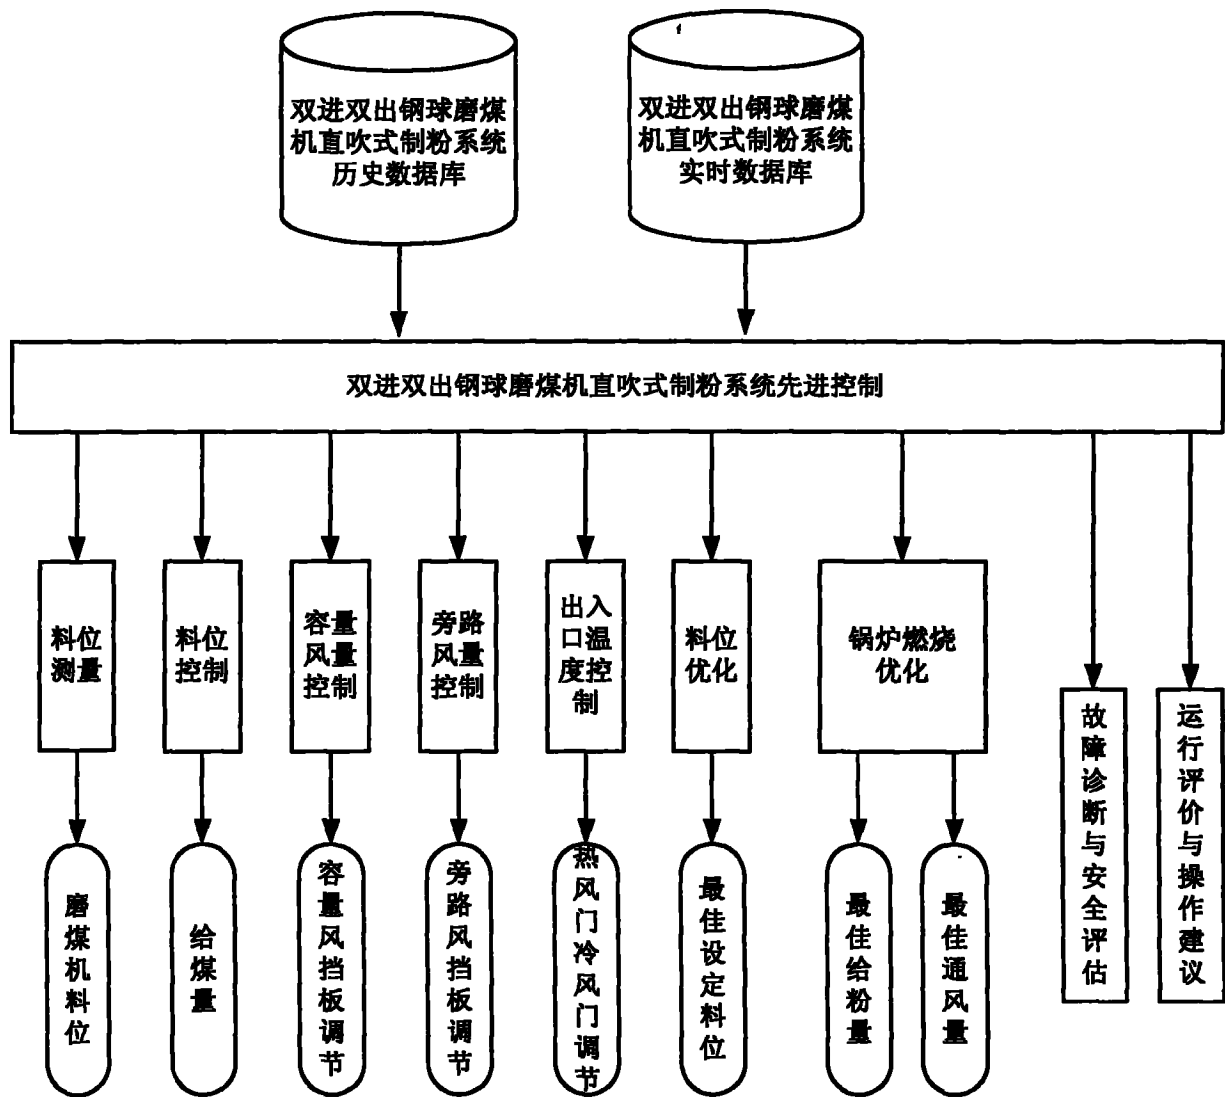 双进双出钢球磨煤
机直吹式制粉系统
历史数据库
双进双出钢球磨煤
机直吹式制粉系统
实时数据库
双进双出钢球磨煤机直吹式制粉系统先进控制
料位
测量
料位
控制
容量
风量
控制
旁路
风量
控制
出入
口温
度控
制
料位
优化
锅炉燃烧
优化
故障诊断与安全评估
运行评价与操作建议
磨煤机料位
给煤量
容量风挡板调节
旁路风挡板调节
热风门冷风门调节
最佳设定料位
最佳给粉量
最佳通风量